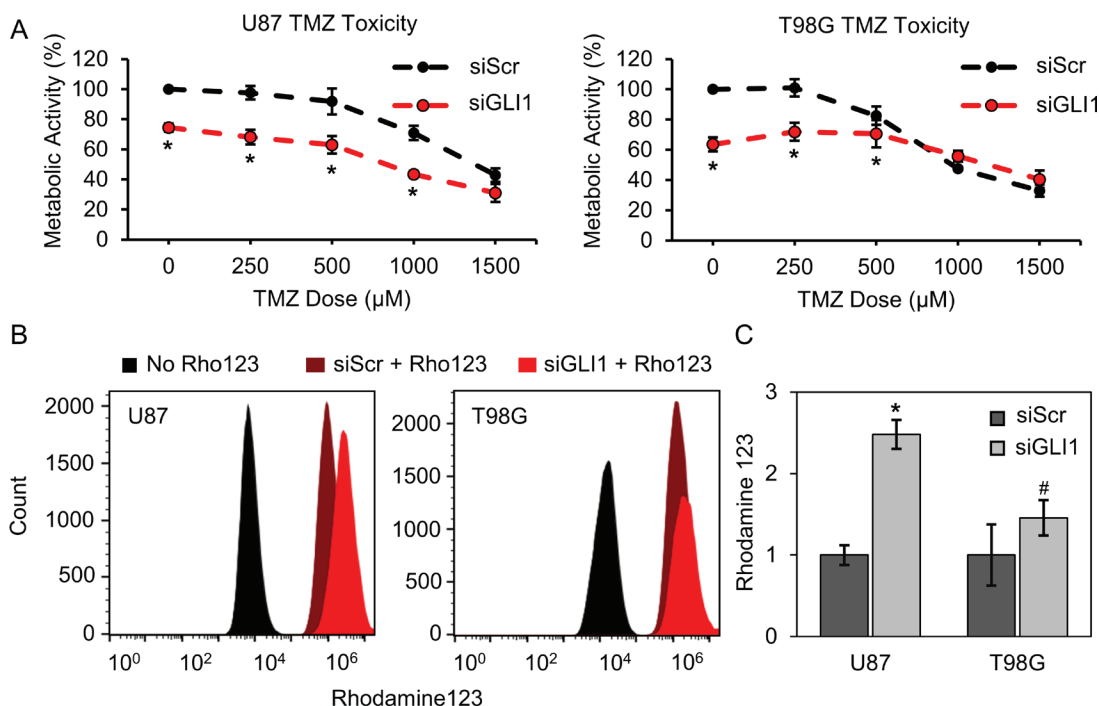 A
U87 TMZ Toxicity
Metabolic Activity (%)
120
100
80
60
40
20
0
siScr
siGLI1
*
*
*
*
0 250 500 1000 1500
TMZ Dose (µM)
T98G TMZ Toxicity
Metabolic Activity (%)
120
100
80
60
40
20
0
siScr
siGLI1
*
*
*
0 250 500 1000 1500
TMZ Dose (µM)
B
No Rho123 siScr + Rho123 siGLI1 + Rho123
Count
U87
2000
1500
1000
500
0
10⁰ 10² 10⁴ 10⁶
T98G
2000
1500
1000
500
0
10⁰ 10² 10⁴ 10⁶
Rhodamine123
C
Rhodamine 123
3
2
1
0
siScr
siGLI1
*
#
U87 T98G